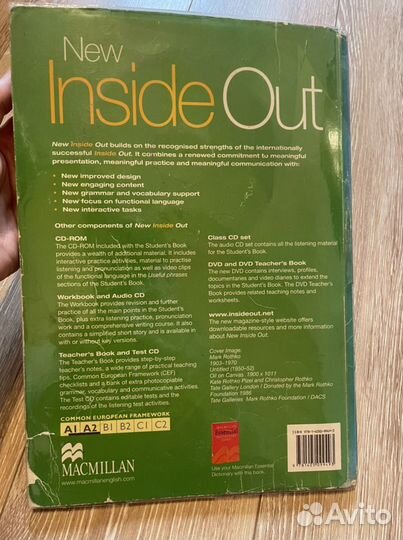 New
Inside Out
New Inside Out builds on the recognised strengths of the internationally
successful Inside Out. It combines a renewed commitment to meaningful
presentation, meaningful practice and meaningful communication with:
• New improved design
• New engaging content
• New grammar and vocabulary support
• New focus on functional language
• New interactive tasks
Other components of New Inside Out
CD-ROM
The CD-ROM included with the Student's Book
provides a wealth of additional material. It
includes interactive practice activities, material to practise
listening and pronunciation as well as video clips
of the functional language in the Useful phrases
sections of the Student's Book.
Workbook and Audio CD
The Workbook provides revision and further
practice of all the main points in the Student's
Book, plus extra listening practice, pronunciation
work and a comprehensive writing course. It also
contains a simplified short story and is available
with or without key versions.
Teacher's Book and Test CD
The Teacher's Book provides step-by-step
teacher's notes, a wide range of practical teaching
tips, Common European Framework (CEF)
checklists and a bank of extra photocopiable
grammar, vocabulary and communicative activities.
The Test CD contains editable tests and the
recordings of the listening test activities.
COMMON EUROPEAN FRAMEWORK
A1 A2 B1 B2 C1 C2
MACMILLAN
www.macmillanenglish.com
Class CD set
The audio CD set contains all the listening material
for the Student's Book.
DVD and DVD Teacher's Book
The new DVD contains interviews, profiles,
documentaries and video diaries to extend the
topics in the Student's Book. The DVD Teacher's
Book provides related teaching notes and
worksheets.
www.insideout.net
The new magazine-style website offers
downloadable resources and more information
about New Inside Out.
Cover Image:
Mark Rothko
1903-1970
Untitled (1950-52)
Oil on Canvas. 1900 x 1011
Kate Rothko Prizel and Christopher Rothko
Tate Gallery London / Donated by the Mark Rothko
Foundation 1986
Tate Galleries. Mark Rothko Foundation / DACS
Use your Macmillan Essential
Dictionary with this book.
Avito